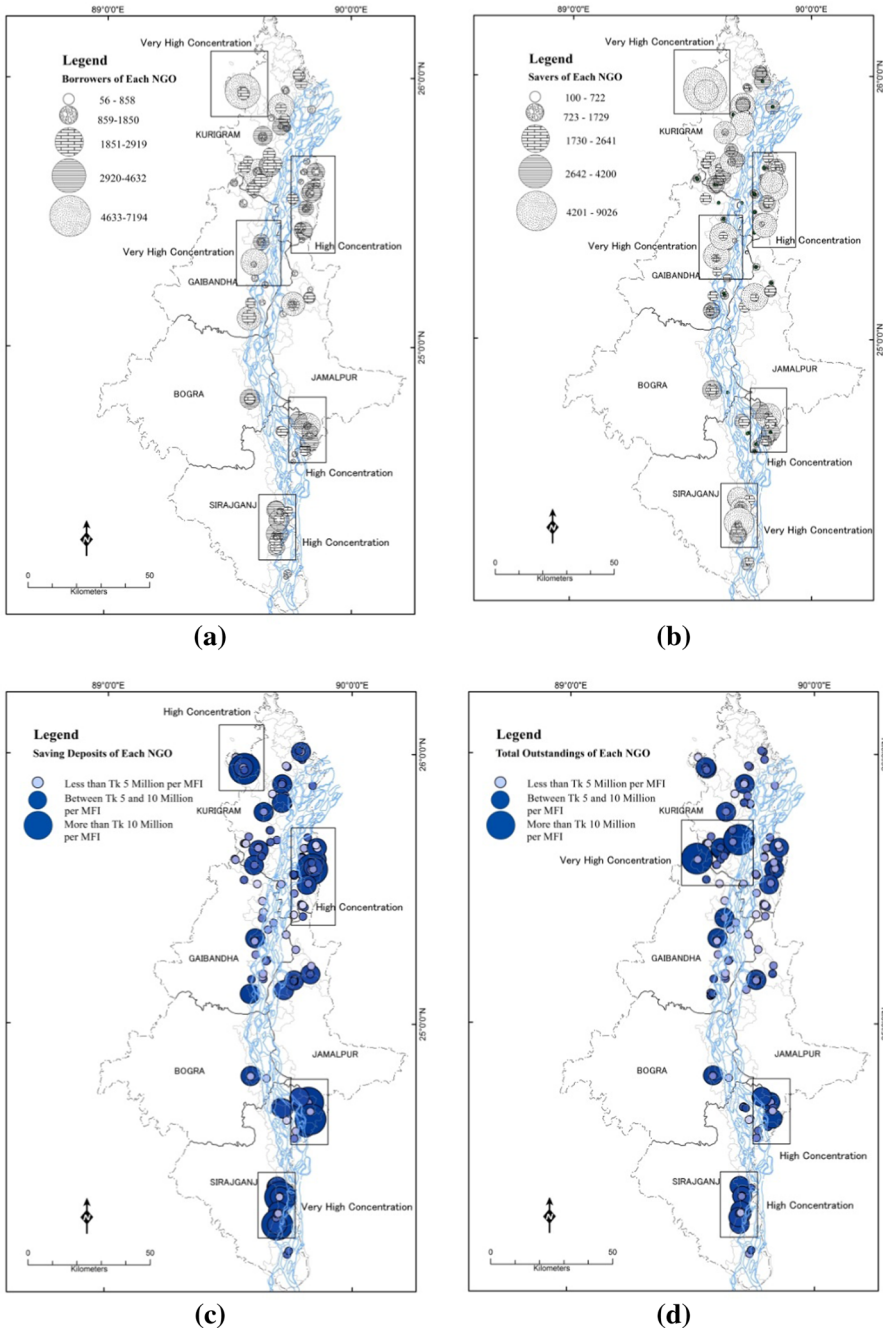 89°0'0"E
90°0'0"E
Very High Concentration
Legend
Borrowers of Each NGO
56 - 858
859-1850
1851-2919
2920-4632
4633-7194
26°0'0"N
KURIGRAM
Very High Concentration
High Concentration
GAIBANDHA
25°0'0"N
JAMALPUR
BOGRA
High Concentration
SIRAJGANJ
High Concentration
N
0 50
Kilometers
(a)
89°0'0"E
90°0'0"E
Very High Concentration
Legend
Savers of Each NGO
100 - 722
723 - 1729
1730 - 2641
2642 - 4200
4201 - 9026
26°0'0"N
KURIGRAM
Very High Concentration
High Concentration
GAIBANDHA
25°0'0"N
JAMALPUR
BOGRA
High Concentration
SIRAJGANJ
Very High Concentration
N
0 50
Kilometers
(b)
89°0'0"E
90°0'0"E
High Concentration
Legend
Saving Deposits of Each NGO
Less than Tk 5 Million per MFI
Between Tk 5 and 10 Million
per MFI
More than Tk 10 Million
per MFI
26°0'0"N
KURIGRAM
High Concentration
GAIBANDHA
25°0'0"N
JAMALPUR
BOGRA
SIRAJGANJ
Very High Concentration
N
0 50
Kilometers
(c)
89°0'0"E
90°0'0"E
Legend
Total Outstandings of Each NGO
Less than Tk 5 Million per MFI
Between Tk 5 and 10 Million
per MFI
More than Tk 10 Million
per MFI
26°0'0"N
KURIGRAM
Very High Concentration
GAIBANDHA
25°0'0"N
JAMALPUR
BOGRA
High Concentration
SIRAJGANJ
High Concentration
N
0 50
Kilometers
(d)